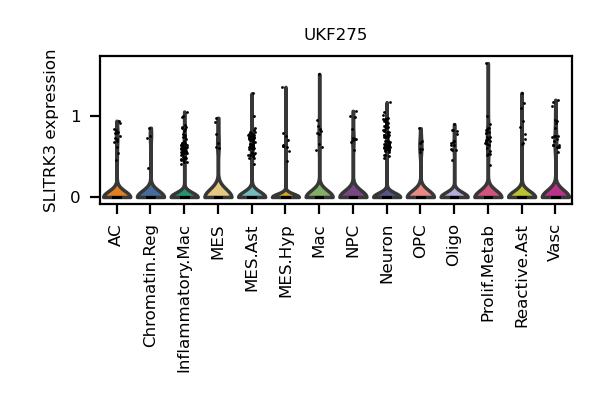 UKF275
SLITRK3 expression
1
0
AC
Chromatin.Reg
Inflammatory.Mac
MES
MES.Ast
MES.Hyp
Mac
NPC
Neuron
OPC
Oligo
Prolif.Metab
Reactive.Ast
Vasc